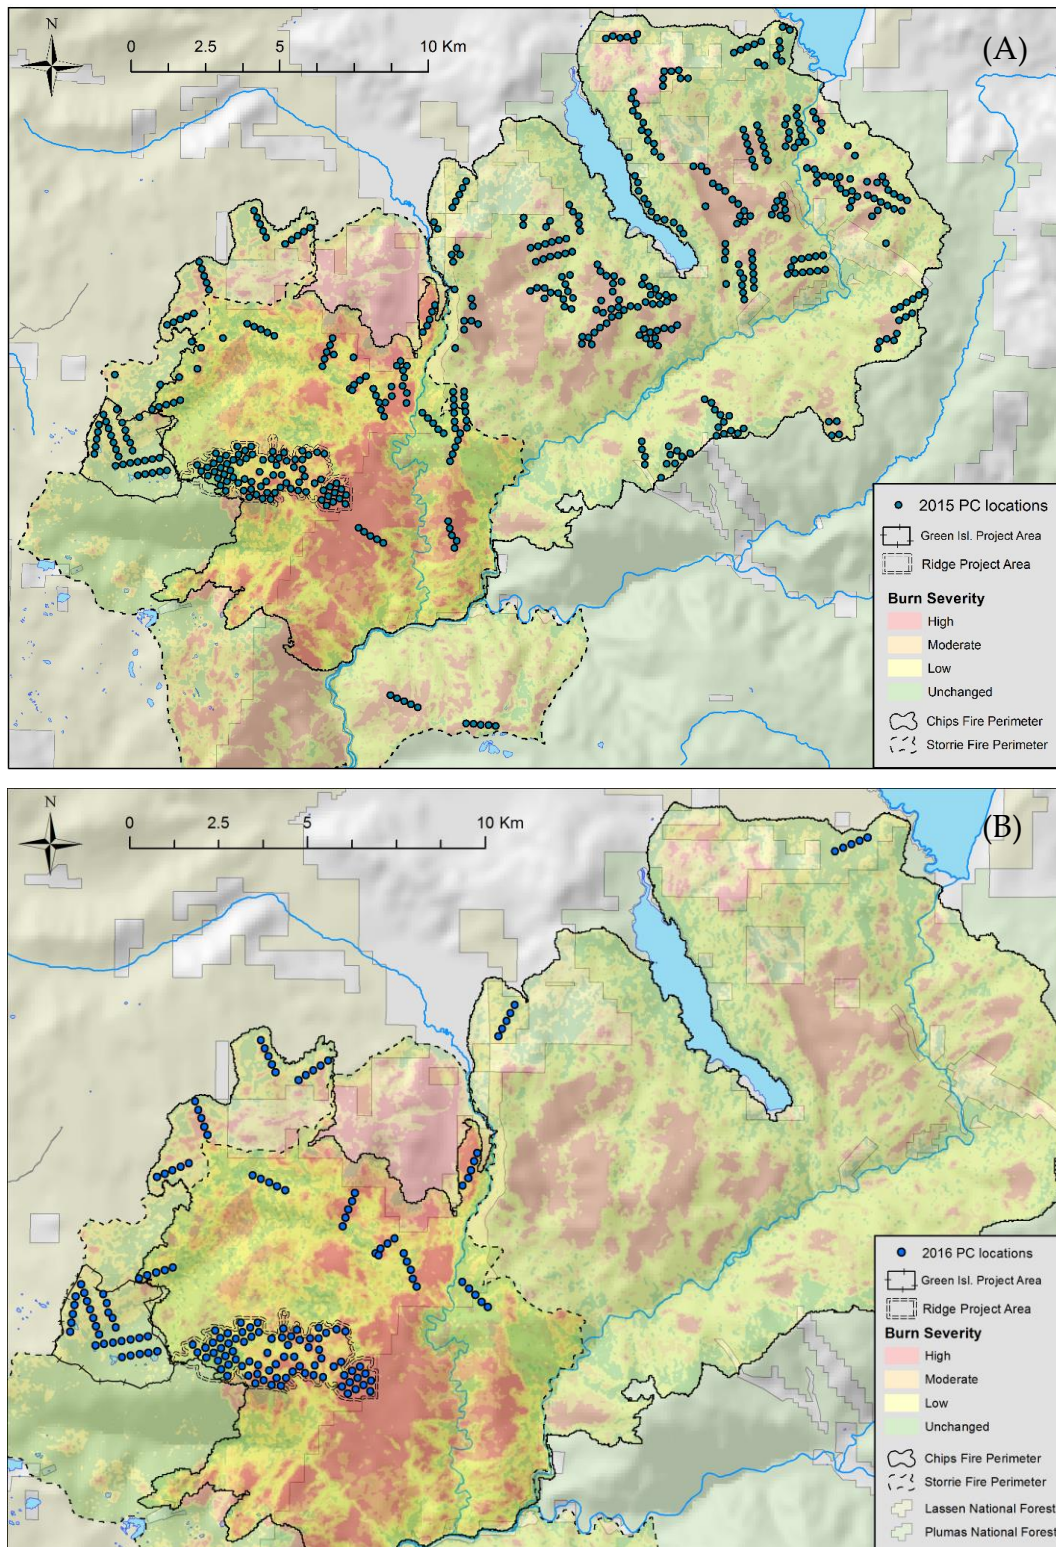 N
0 2.5 5 10 Km
(A)
2015 PC locations
Green Isl. Project Area
Ridge Project Area
Burn Severity
High
Moderate
Low
Unchanged
Chips Fire Perimeter
Storrie Fire Perimeter
N
0 2.5 5 10 Km
(B)
2016 PC locations
Green Isl. Project Area
Ridge Project Area
Burn Severity
High
Moderate
Low
Unchanged
Chips Fire Perimeter
Storrie Fire Perimeter
Lassen National Forest
Plumas National Forest